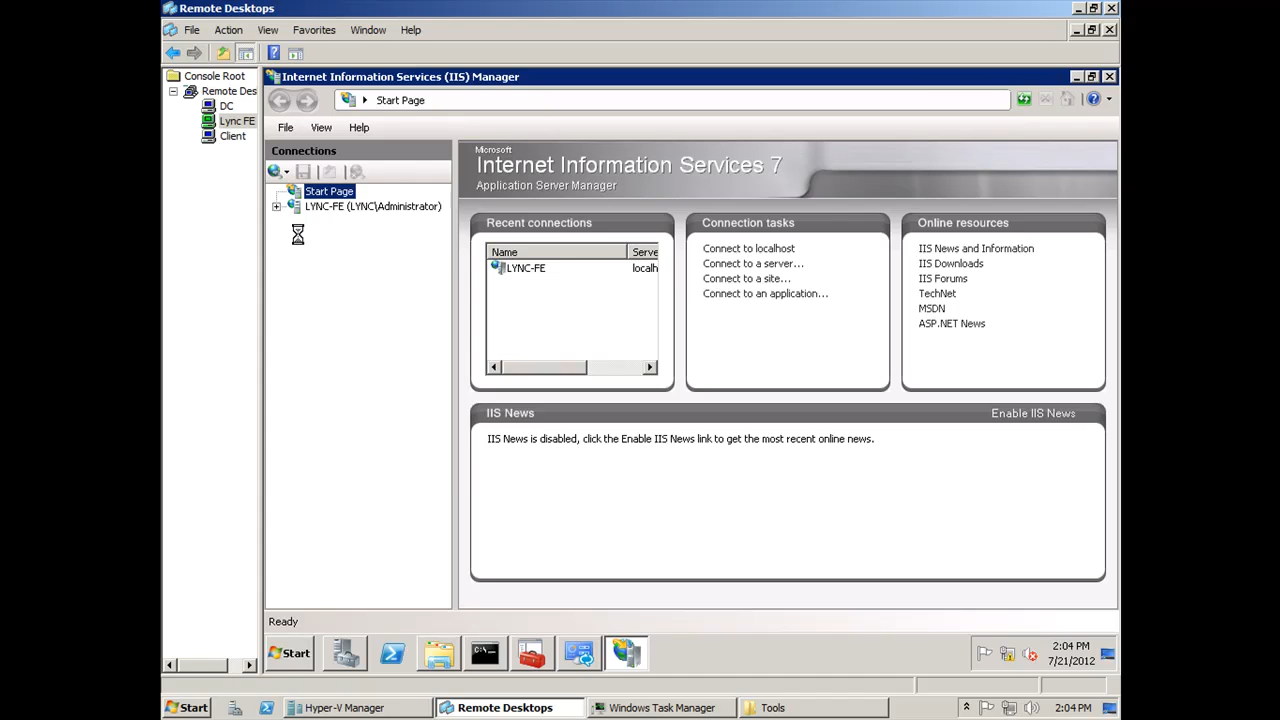 Remote Desktops
File Action View Favorites Window Help
Console Root
Remote Des
DC
Lync FE
Client
Internet Information Services (IIS) Manager
Start Page
File View Help
Connections
Start Page
LYNC-FE (LYNC\Administrator)
Microsoft
Internet Information Services 7
Application Server Manager
Recent connections
Name Serve
LYNC-FE localh
Connection tasks
Connect to localhost
Connect to a server...
Connect to a site...
Connect to an application...
Online resources
IIS News and Information
IIS Downloads
IIS Forums
TechNet
MSDN
ASP.NET News
IIS News Enable IIS News
IIS News is disabled, click the Enable IIS News link to get the most recent online news.
Ready
Start
2:04 PM
7/21/2012
Start Hyper-V Manager Remote Desktops Windows Task Manager Tools 2:04 PM